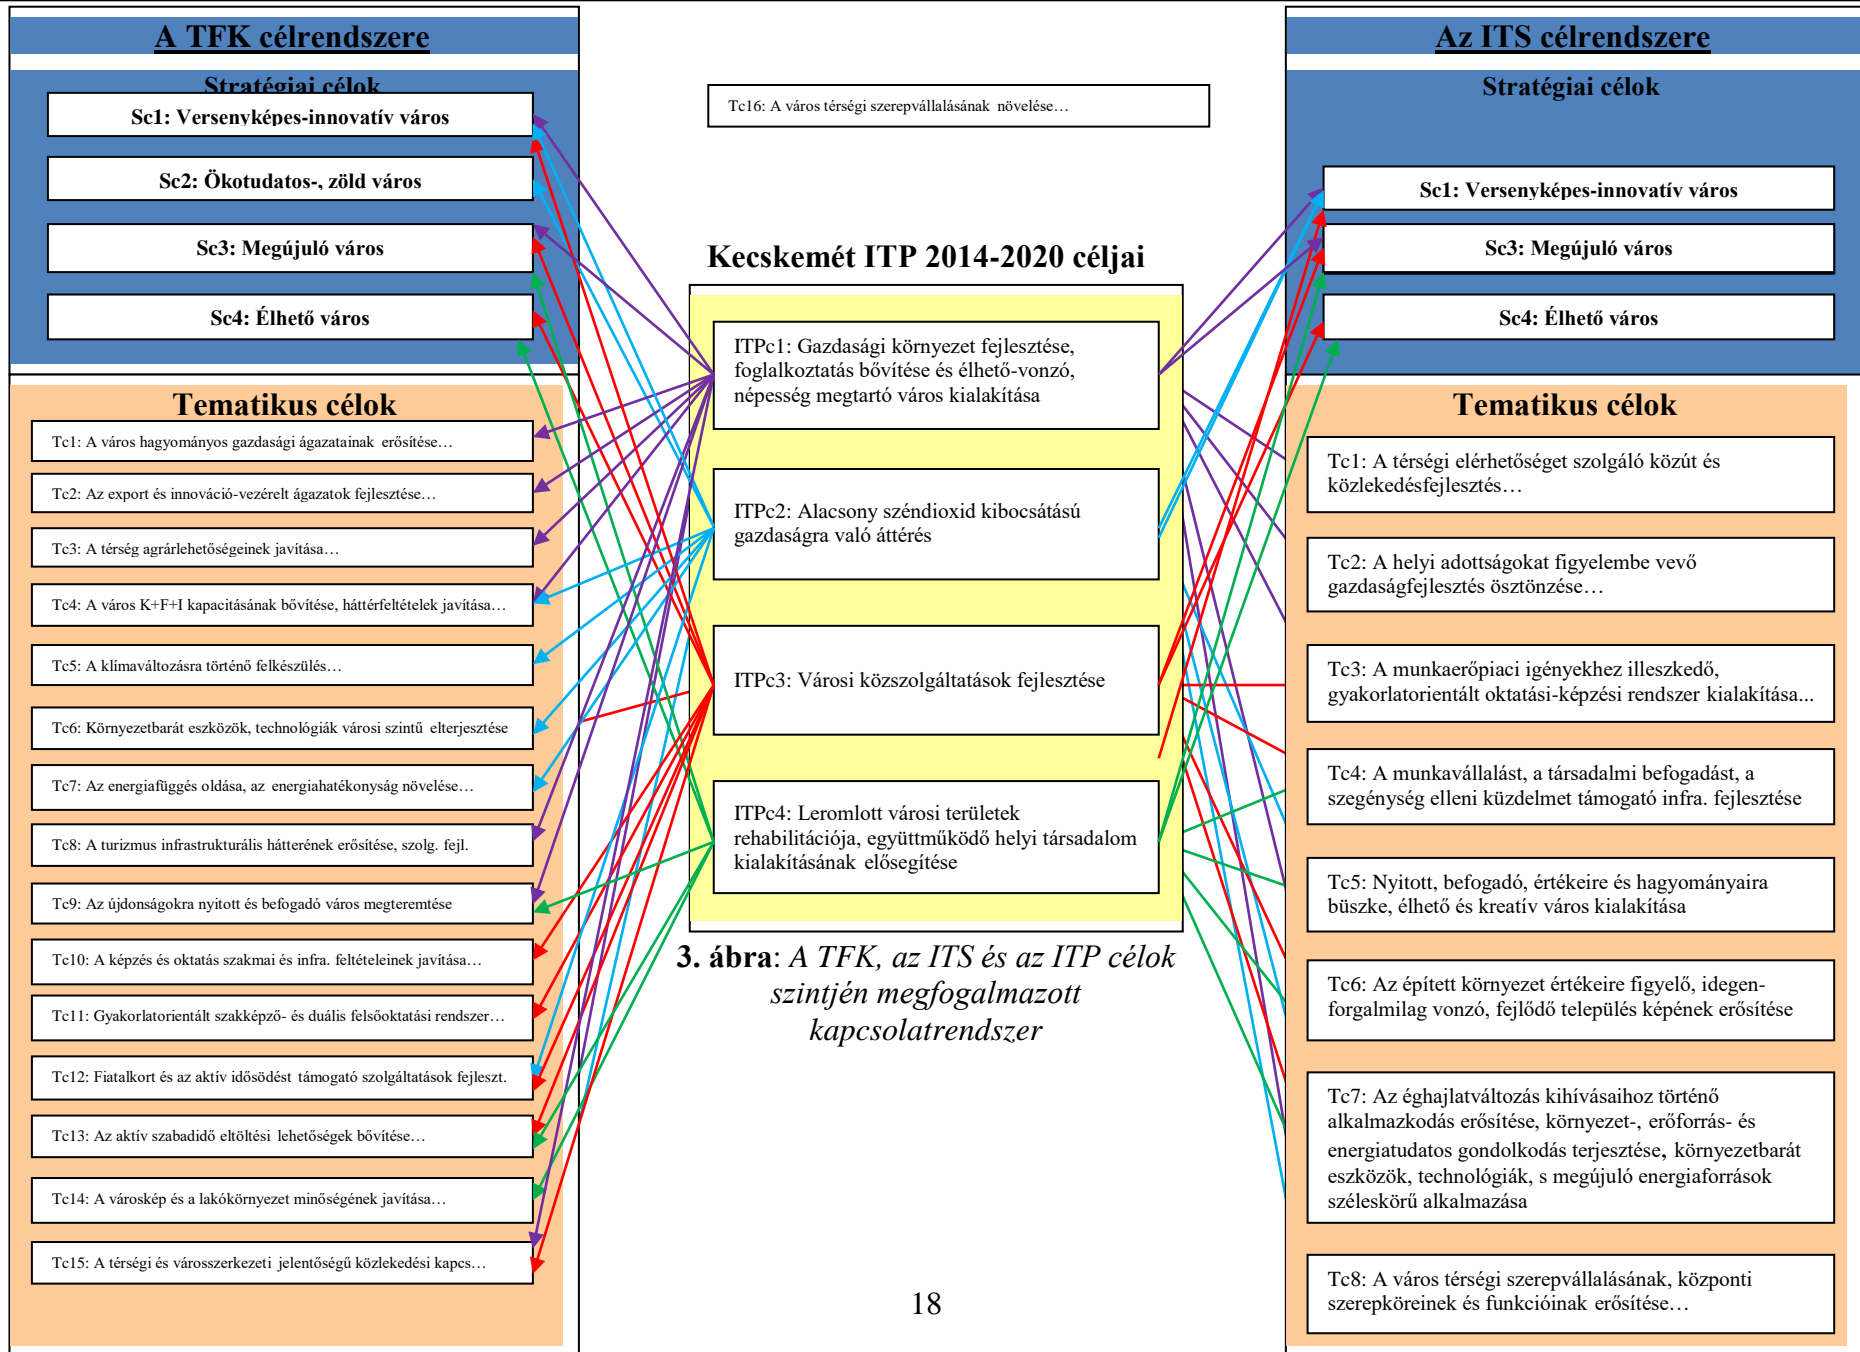 A TFK célrendszere
Stratégiai célok
Sc1: Versenyképes-innovatív város
Sc2: Ökotudatos-, zöld város
Sc3: Megújuló város
Sc4: Élhető város
Tematikus célok
Tc1: A város hagyományos gazdasági ágazatainak erősítése…
Tc2: Az export és innováció-vezérelt ágazatok fejlesztése…
Tc3: A térség agrárlehetőségeinek javítása…
Tc4: A város K+F+I kapacitásának bővítése, háttérfeltételek javítása…
Tc5: A klímaváltozásra történő felkészülés…
Tc6: Környezetbarát eszközök, technológiák városi szintű elterjesztése
Tc7: Az energiafüggés oldása, az energiahatékonyság növelése…
Tc8: A turizmus infrastrukturális hátterének erősítése, szolg. fejl.
Tc9: Az újdonságokra nyitott és befogadó város megteremtése
Tc10: A képzés és oktatás szakmai és infra. feltételeinek javítása…
Tc11: Gyakorlatorientált szakképző- és duális felsőoktatási rendszer…
Tc12: Fiatalkort és az aktív idősödést támogató szolgáltatások fejleszt.
Tc13: Az aktív szabadidő eltöltési lehetőségek bővítése…
Tc14: A városkép és a lakókörnyezet minőségének javítása…
Tc15: A térségi és városszerkezeti jelentőségű közlekedési kapcs…
Tc16: A város térségi szerepvállalásának növelése…
Kecskemét ITP 2014-2020 céljai
ITPc1: Gazdasági környezet fejlesztése,
foglalkoztatás bővítése és élhető-vonzó,
népesség megtartó város kialakítása
ITPc2: Alacsony széndioxid kibocsátású
gazdaságra való áttérés
ITPc3: Városi közszolgáltatások fejlesztése
ITPc4: Leromlott városi területek
rehabilitációja, együttműködő helyi társadalom
kialakításának elősegítése
3. ábra: A TFK, az ITS és az ITP célok
szintjén megfogalmazott
kapcsolatrendszer
18
Az ITS célrendszere
Stratégiai célok
Sc1: Versenyképes-innovatív város
Sc3: Megújuló város
Sc4: Élhető város
Tematikus célok
Tc1: A térségi elérhetőséget szolgáló közút és
közlekedésfejlesztés…
Tc2: A helyi adottságokat figyelembe vevő
gazdaságfejlesztés ösztönzése…
Tc3: A munkaerőpiaci igényekhez illeszkedő,
gyakorlatorientált oktatási-képzési rendszer kialakítása...
Tc4: A munkavállalást, a társadalmi befogadást, a
szegénység elleni küzdelmet támogató infra. fejlesztése
Tc5: Nyitott, befogadó, értékeire és hagyományaira
büszke, élhető és kreatív város kialakítása
Tc6: Az épített környezet értékeire figyelő, idegen-
forgalmilag vonzó, fejlődő település képének erősítése
Tc7: Az éghajlatváltozás kihívásaihoz történő
alkalmazkodás erősítése, környezet-, erőforrás- és
energiatudatos gondolkodás terjesztése, környezetbarát
eszközök, technológiák, s megújuló energiaforrások
széleskörű alkalmazása
Tc8: A város térségi szerepvállalásának, központi
szerepköreinek és funkcióinak erősítése…